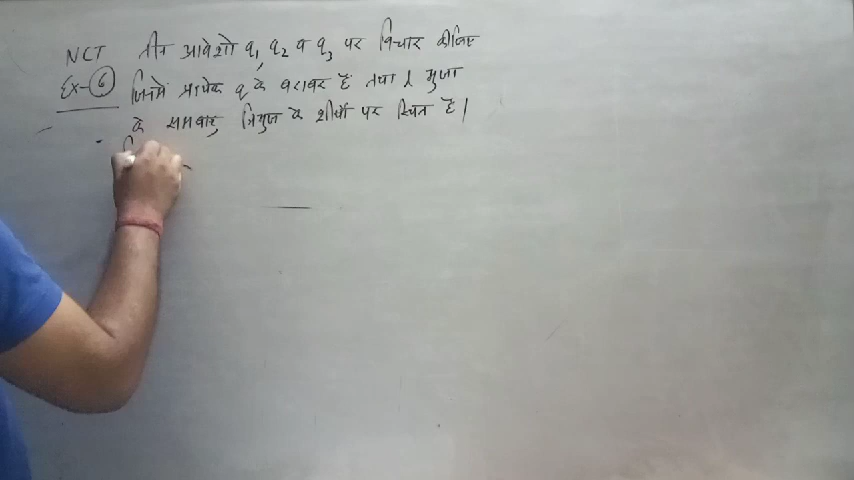 NCT तीन आवेशो q₁, q₂ व q₃ पर विचार कीजिए
Ex-6 जिनमें प्रत्येक q के बराबर हैं तथा l भुजा
के समबाहु त्रिभुज के शीर्षों पर स्थित है।